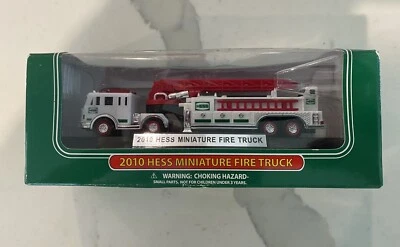 2010 HESS MINIATURE FIRE TRUCK
2010 HESS MINIATURE FIRE TRUCK
WARNING: CHOKING HAZARD-
SMALL PARTS. NOT FOR CHILDREN UNDER 3 YEARS.